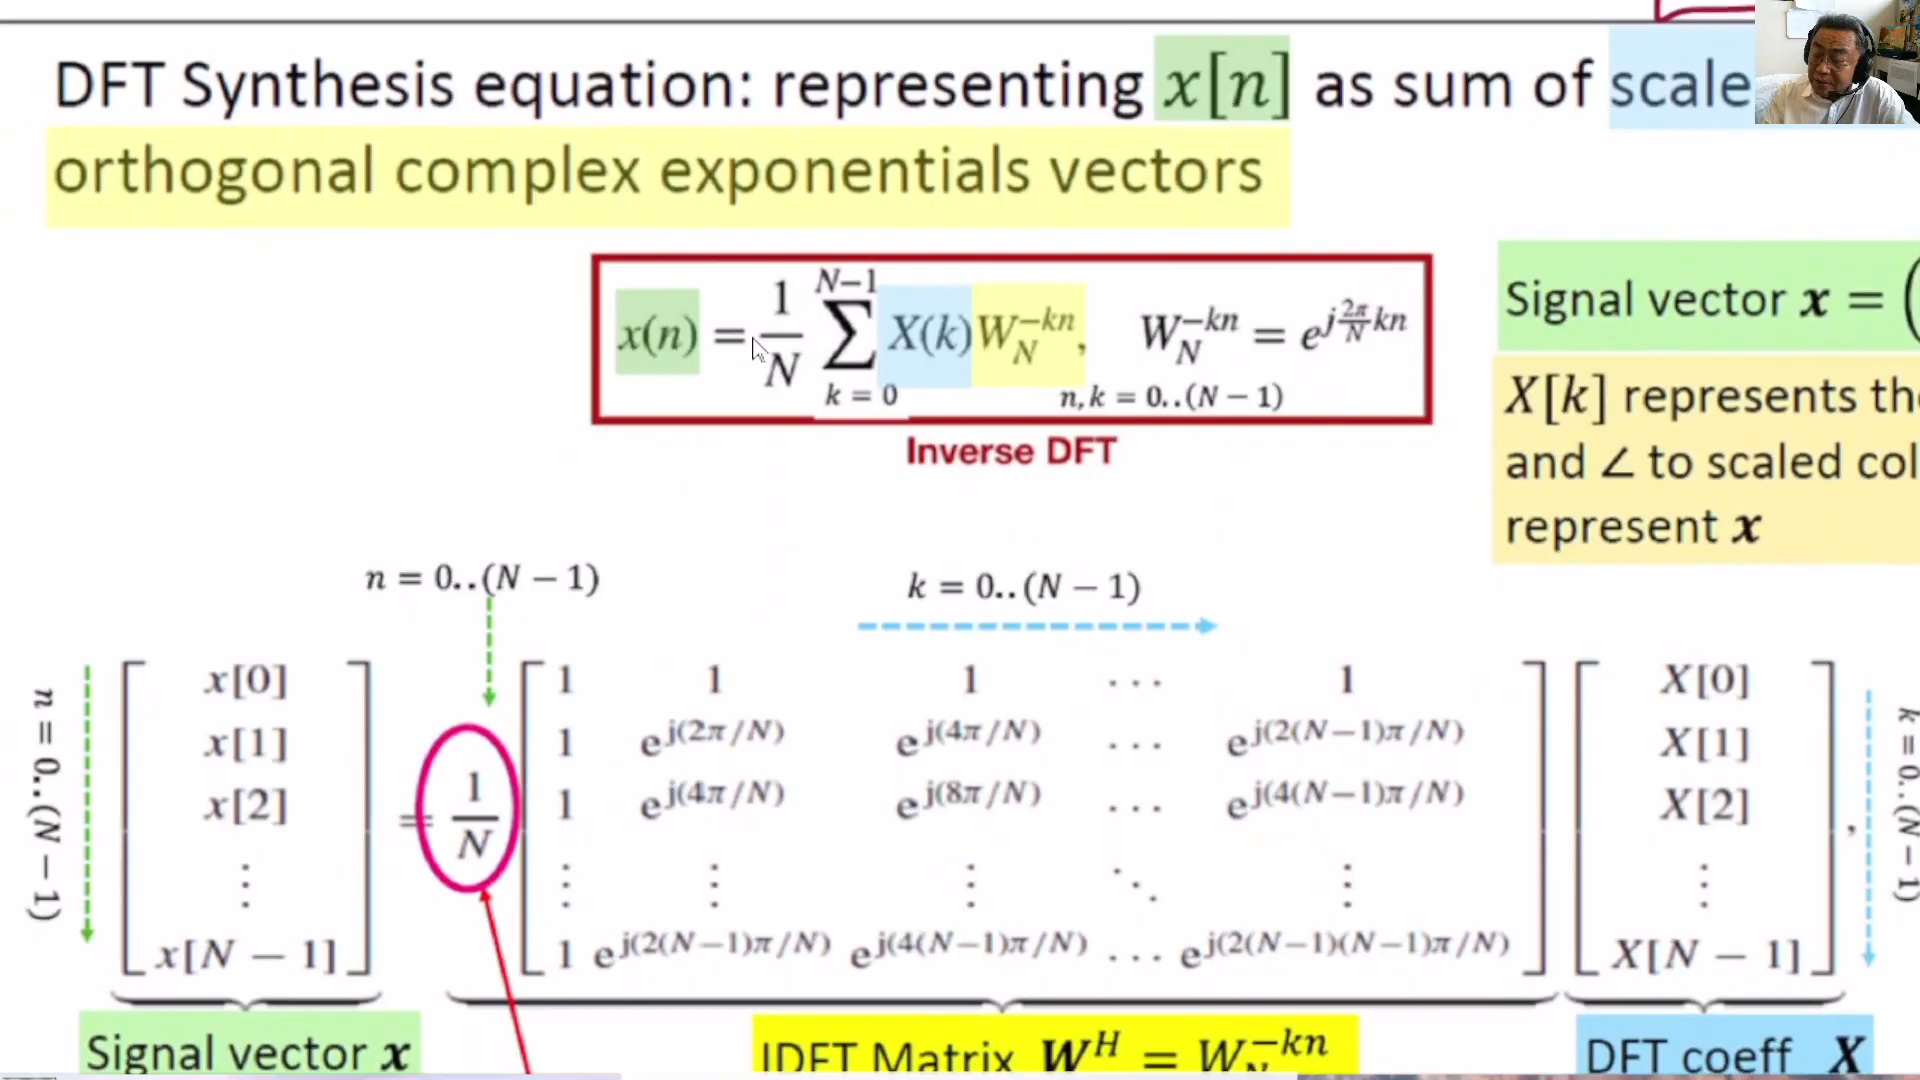 DFT Synthesis equation: representing x[n] as sum of scale
orthogonal complex exponentials vectors
x(n) = 1/N ∑_{k = 0}^{N−1} X(k) W_N^{−kn}, W_N^{−kn} = e^{j(2π/N)kn}
n, k = 0..(N − 1)
Inverse DFT
Signal vector x = (
X[k] represents the
and ∠ to scaled col
represent x
n = 0..(N − 1)
k = 0..(N − 1)
n = 0..(N − 1)
x[0]
x[1]
x[2]
⋮
x[N − 1]
= 1/N
1 1 1 ... 1
1 e^{j(2π/N)} e^{j(4π/N)} ... e^{j(2(N−1)π/N)}
1 e^{j(4π/N)} e^{j(8π/N)} ... e^{j(4(N−1)π/N)}
⋮ ⋮ ⋮ ⋱ ⋮
1 e^{j(2(N−1)π/N)} e^{j(4(N−1)π/N)} ... e^{j(2(N−1)(N−1)π/N)}
X[0]
X[1]
X[2]
⋮
X[N − 1]
,
k = 0..(N − 1)
Signal vector x
IDFT Matrix W^H = W_N^{−kn}
DFT coeff X